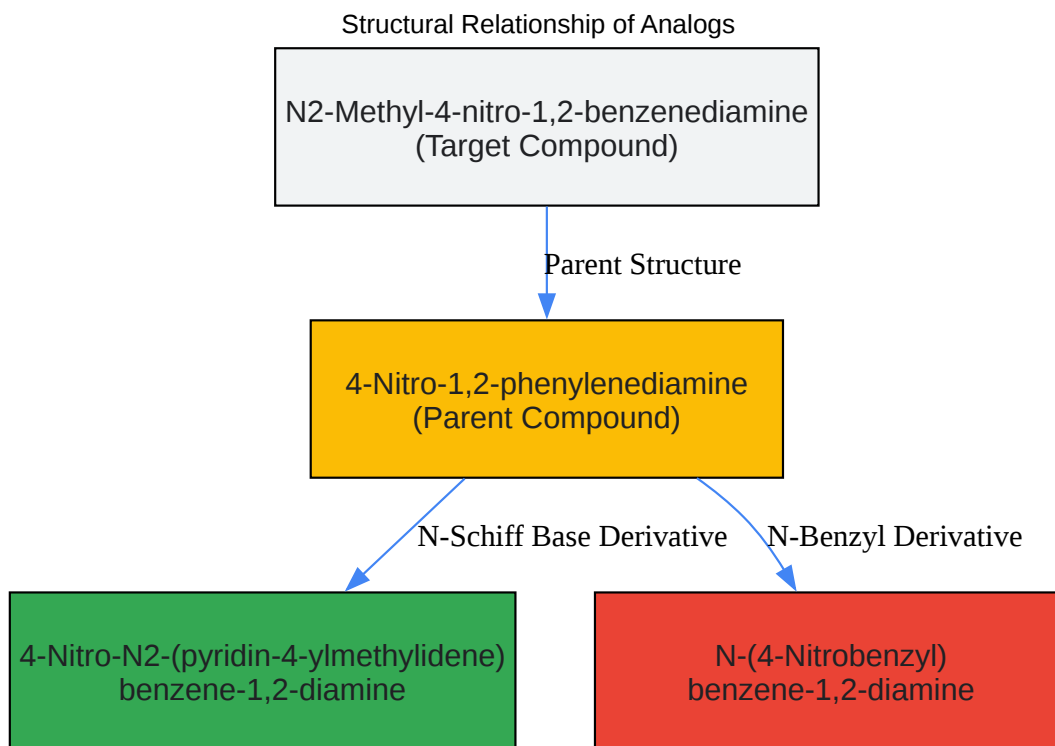 Structural Relationship of Analogs
N2-Methyl-4-nitro-1,2-benzenediamine
(Target Compound)
Parent Structure
4-Nitro-1,2-phenylenediamine
(Parent Compound)
N-Schiff Base Derivative
N-Benzyl Derivative
4-Nitro-N2-(pyridin-4-ylmethylidene)
benzene-1,2-diamine
N-(4-Nitrobenzyl)
benzene-1,2-diamine